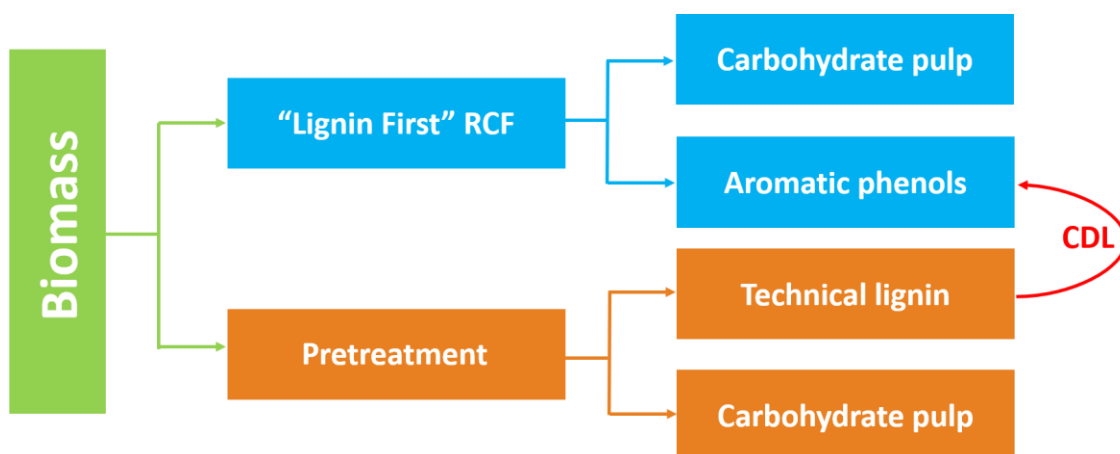 Biomass
“Lignin First” RCF
Carbohydrate pulp
Aromatic phenols
CDL
Pretreatment
Technical lignin
Carbohydrate pulp